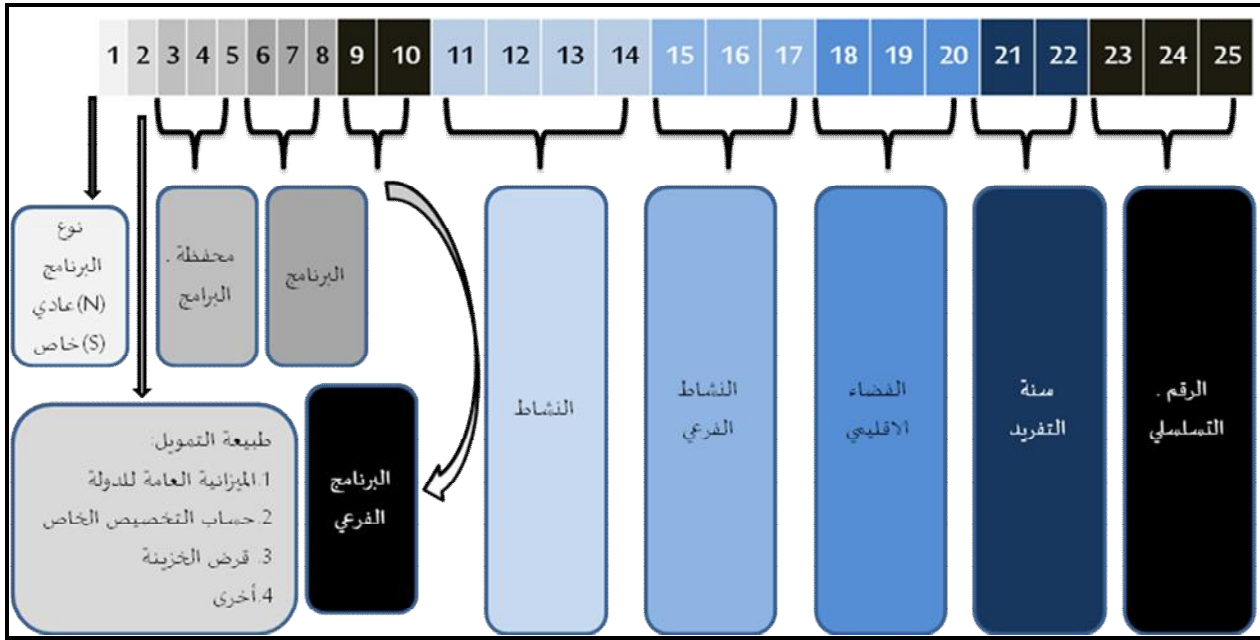 1 2 3 4 5 6 7 8 9 10 11 12 13 14 15 16 17 18 19 20 21 22 23 24 25
نوع
البرنامج
(N)عادي
(S)خاص
محفظة .
البرامج
البرنامج
طبيعة التمويل:
1.الميزانية العامة للدولة
2.حساب التخصيص الخاص
3. قرض الخزينة
4.أخرى
البرنامج
الفرعي
النشاط
النشاط
الفرعي
الفضاء
الاقليمي
سنة
التفريد
الرقم .
التسلسلي